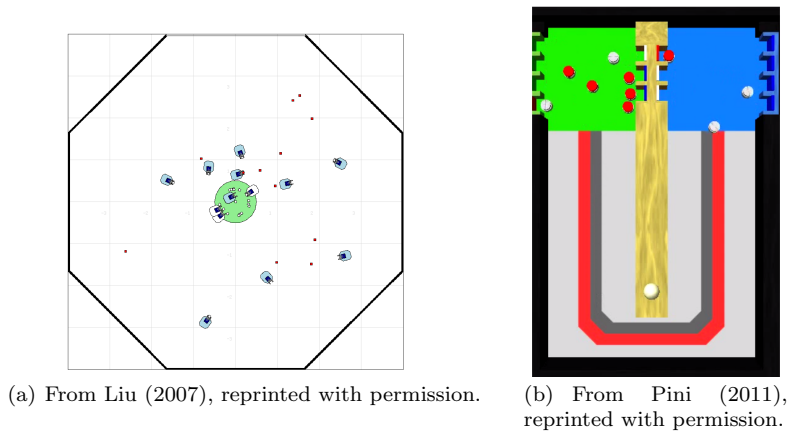 (a) From Liu (2007), reprinted with permission.
(b) From Pini (2011),
reprinted with permission.